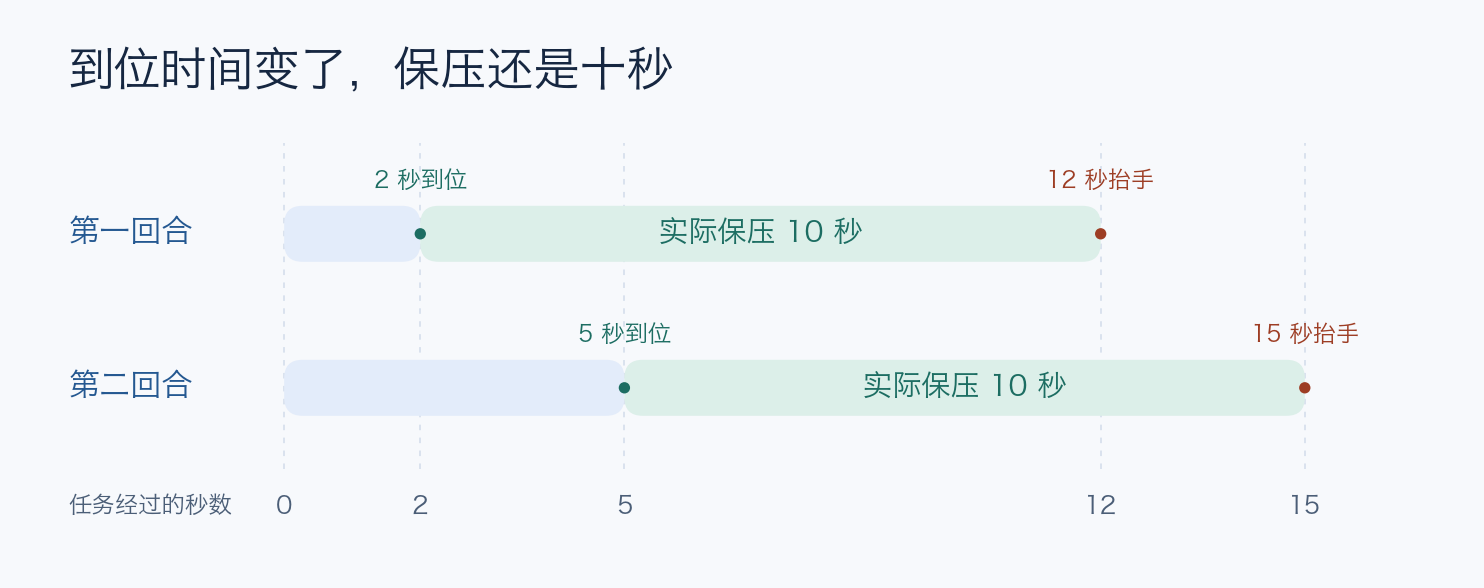 到位时间变了，保压还是十秒
2 秒到位
12 秒抬手
第一回合
实际保压 10 秒
5 秒到位
15 秒抬手
第二回合
实际保压 10 秒
任务经过的秒数 0 2 5 12 15